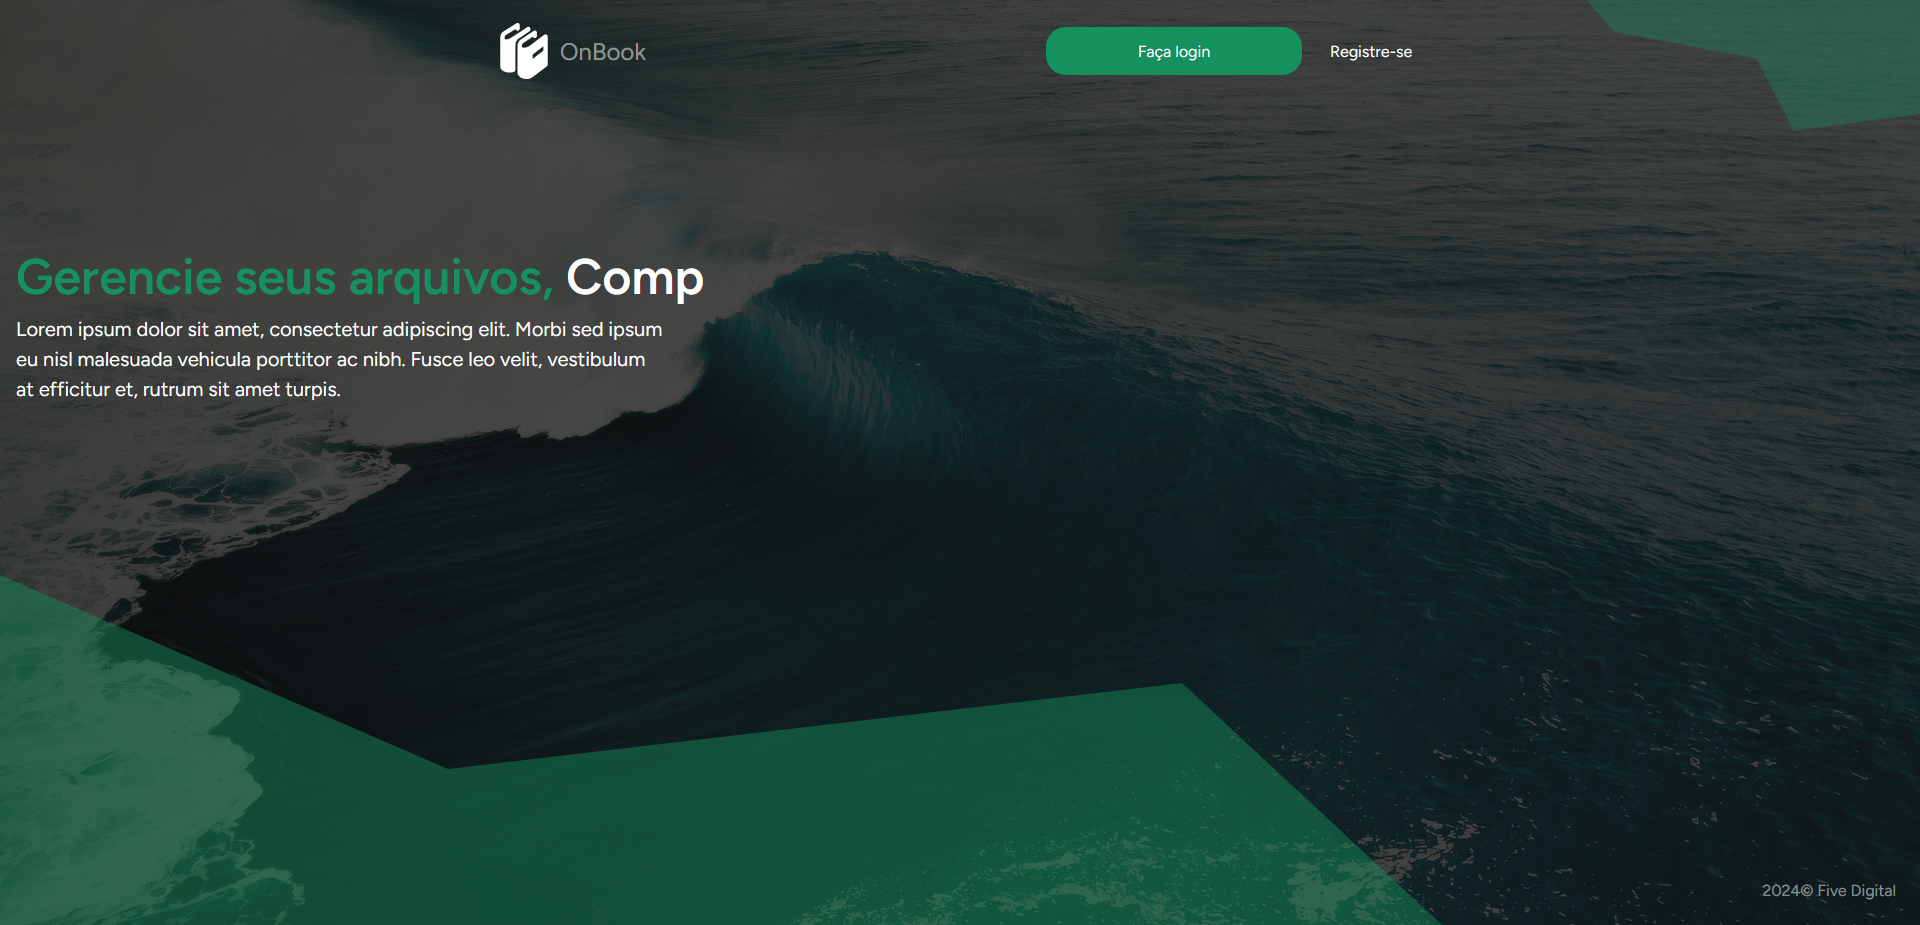 OnBook
Faça login
Registre-se
Gerencie seus arquivos, Comp
Lorem ipsum dolor sit amet, consectetur adipiscing elit. Morbi sed ipsum
eu nisl malesuada vehicula porttitor ac nibh. Fusce leo velit, vestibulum
at efficitur et, rutrum sit amet turpis.
2024© Five Digital